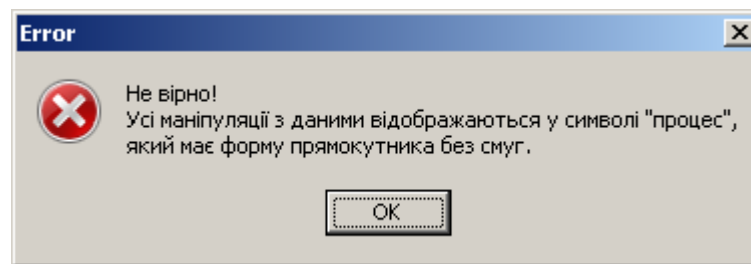 Error
Не вірно!
Усі маніпуляції з даними відображаються у символі "процес",
який має форму прямокутника без смуг.
OK